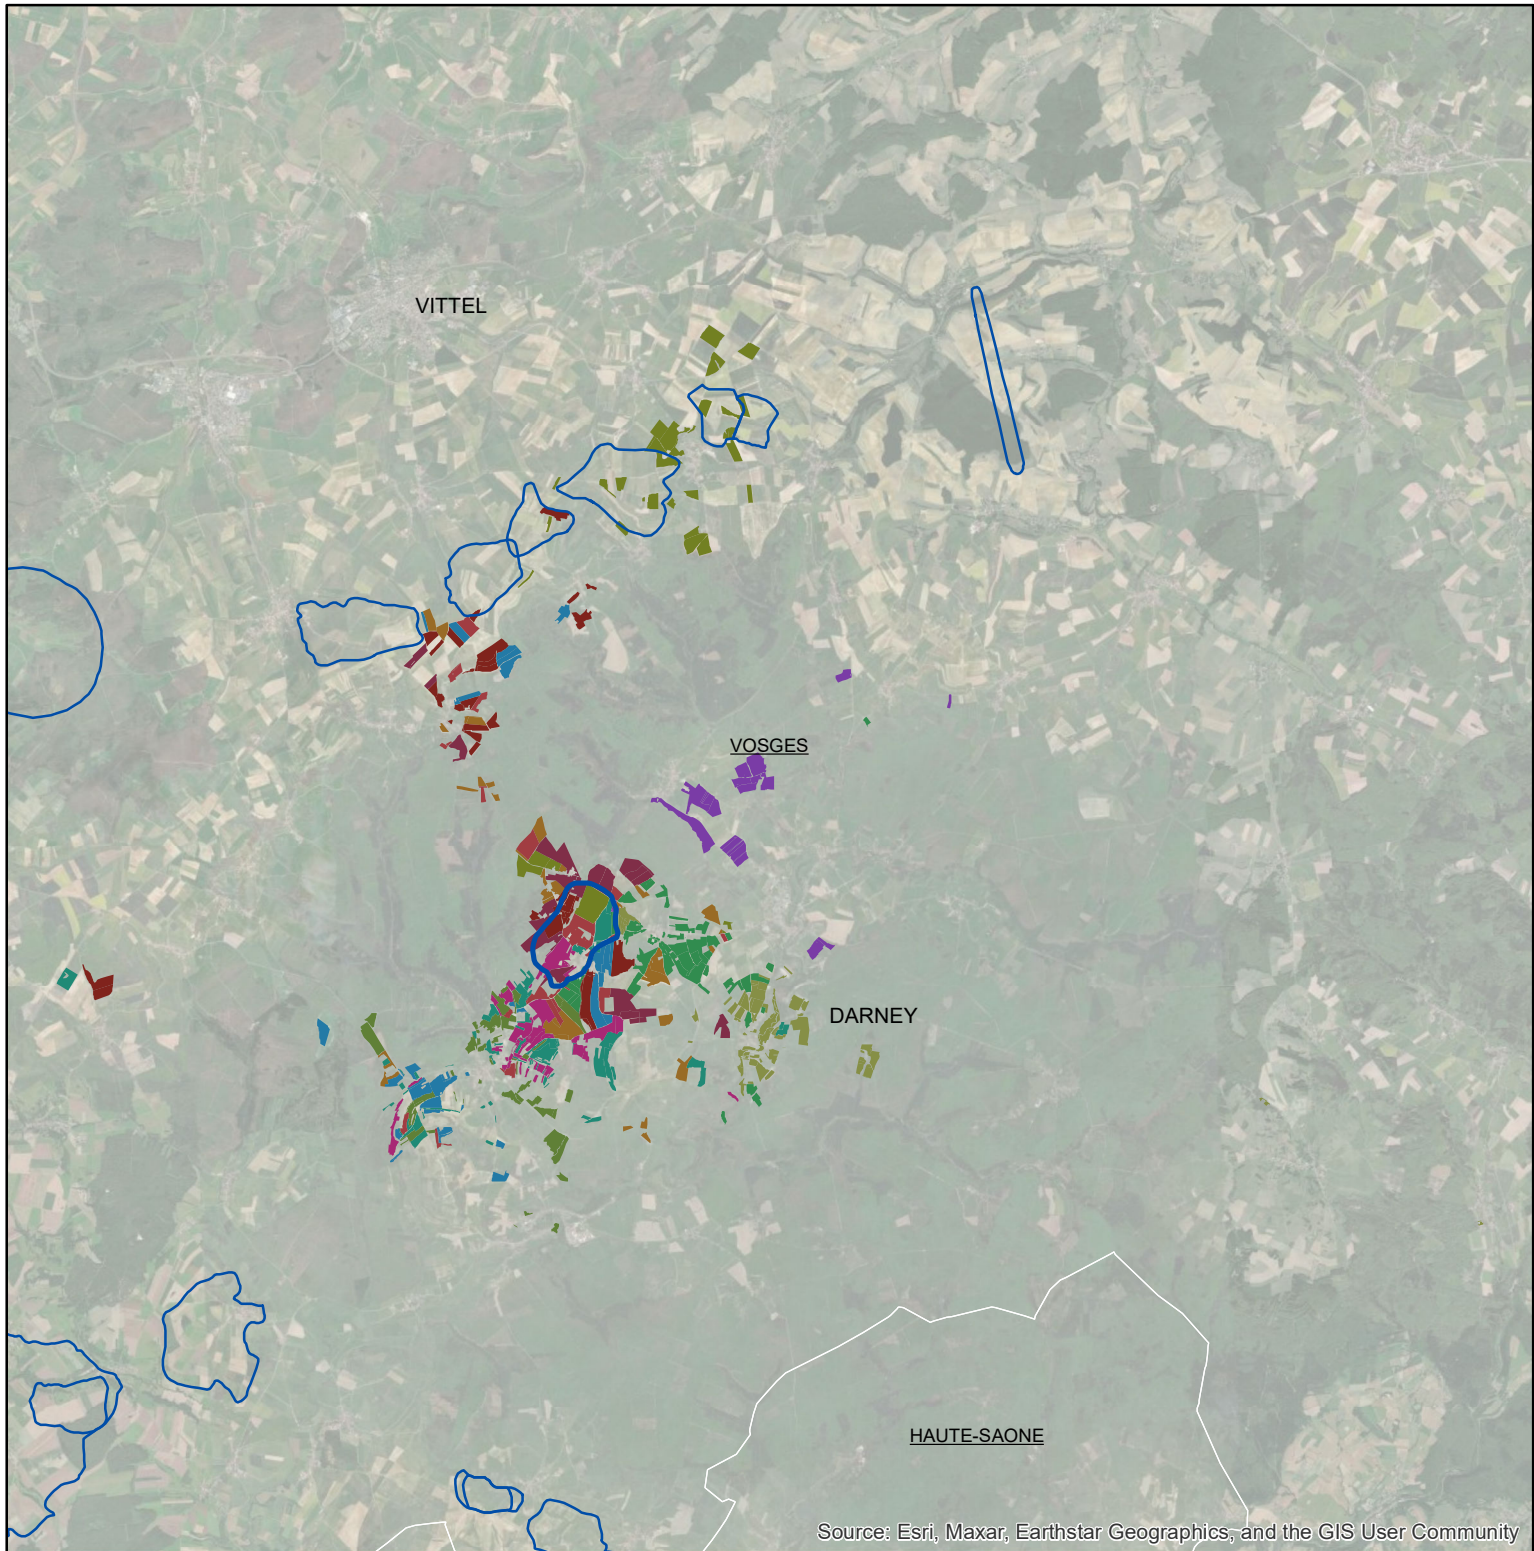 VITTEL
VOSGES
DARNEY
HAUTE-SAONE
Source: Esri, Maxar, Earthstar Geographics, and the GIS User Community